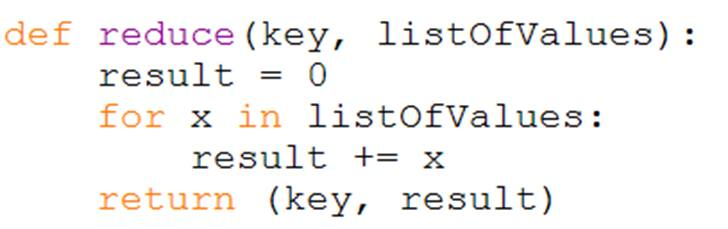 def reduce(key, listOfValues):
    result = 0
    for x in listOfValues:
        result += x
    return (key, result)